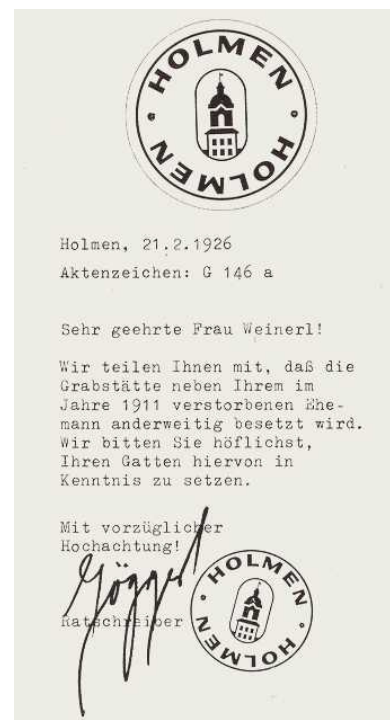 HOLMEN · HOLMEN ·
Holmen, 21.2.1926
Aktenzeichen: G 146 a
Sehr geehrte Frau Weinerl!
Wir teilen Ihnen mit, daß die
Grabstätte neben Ihrem im
Jahre 1911 verstorbenen Ehe-
mann anderweitig besetzt wird.
Wir bitten Sie höflichst,
Ihren Gatten hiervon in
Kenntnis zu setzen.
Mit vorzüglicher
Hochachtung!
Ratschreiber
HOLMEN · HOLMEN ·